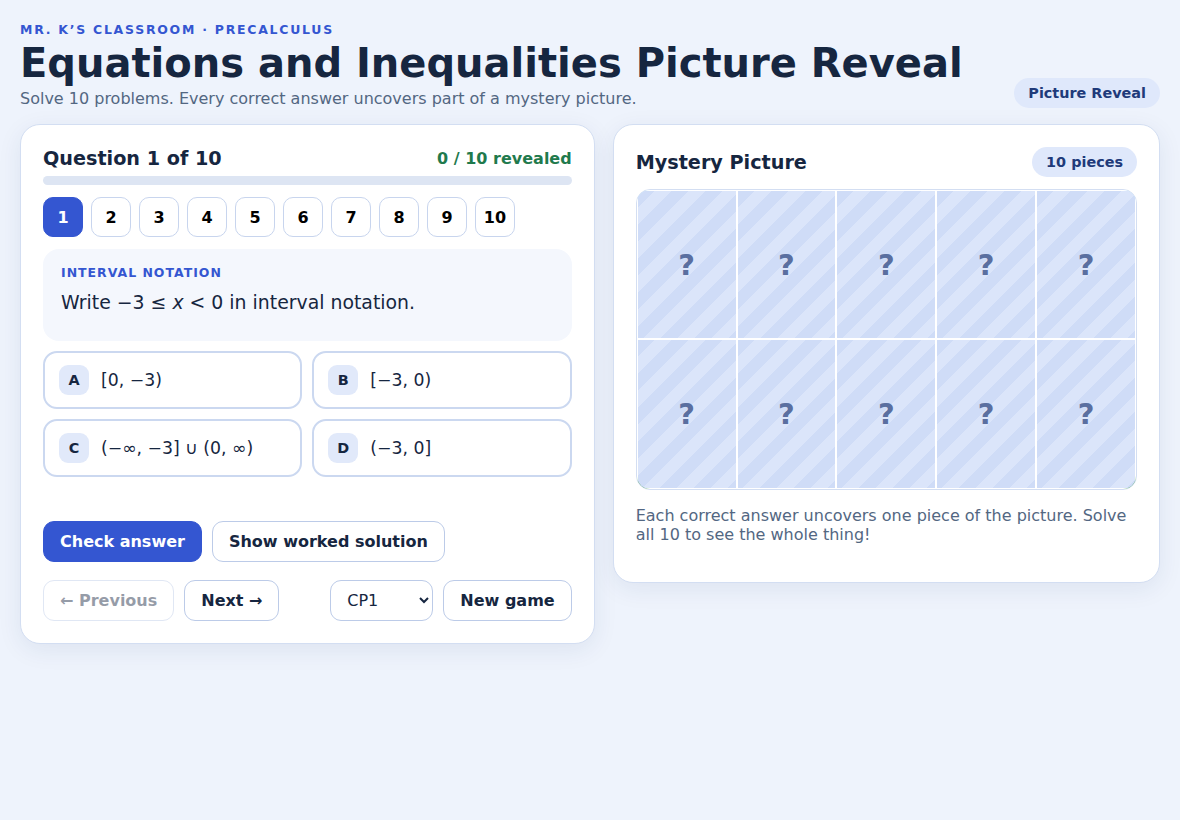 MR. K’S CLASSROOM · PRECALCULUS
Equations and Inequalities Picture Reveal
Solve 10 problems. Every correct answer uncovers part of a mystery picture.
Picture Reveal
Question 1 of 10
0 / 10 revealed
1 2 3 4 5 6 7 8 9 10
INTERVAL NOTATION
Write −3 ≤ x < 0 in interval notation.
A [0, −3)
B [−3, 0)
C (−∞, −3] ∪ (0, ∞)
D (−3, 0]
Check answer
Show worked solution
← Previous
Next →
CP1
New game
Mystery Picture
10 pieces
? ? ? ? ?
? ? ? ? ?
Each correct answer uncovers one piece of the picture. Solve
all 10 to see the whole thing!